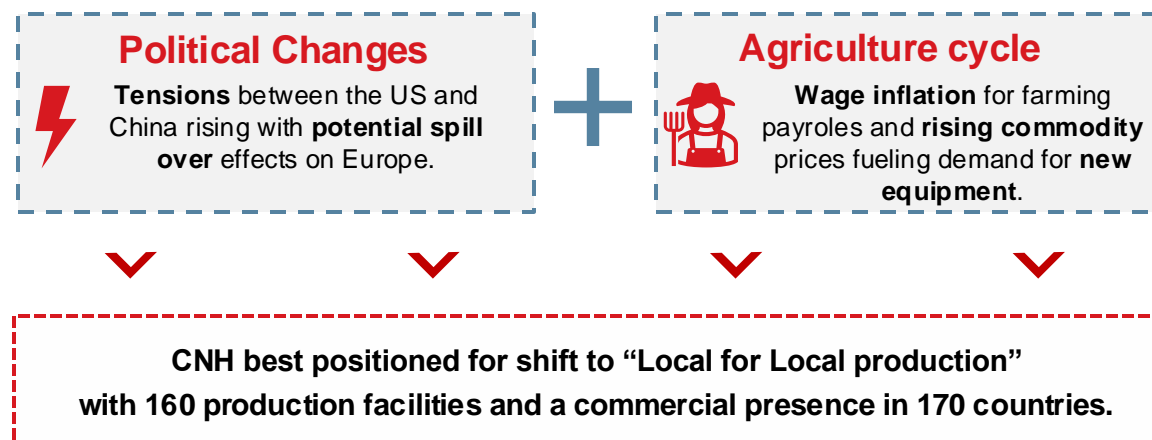 Political Changes
Tensions between the US and
China rising with potential spill
over effects on Europe.
Agriculture cycle
Wage inflation for farming
payroles and rising commodity
prices fueling demand for new
equipment.
CNH best positioned for shift to “Local for Local production”
with 160 production facilities and a commercial presence in 170 countries.